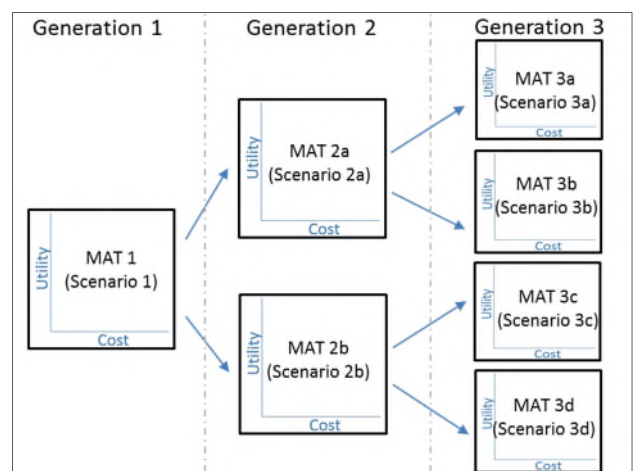 Generation 1
Generation 2
Generation 3
Utility
MAT 1
(Scenario 1)
Cost
Utility
MAT 2a
(Scenario 2a)
Cost
Utility
MAT 2b
(Scenario 2b)
Cost
Utility
MAT 3a
(Scenario 3a)
Cost
Utility
MAT 3b
(Scenario 3b)
Cost
Utility
MAT 3c
(Scenario 3c)
Cost
Utility
MAT 3d
(Scenario 3d)
Cost